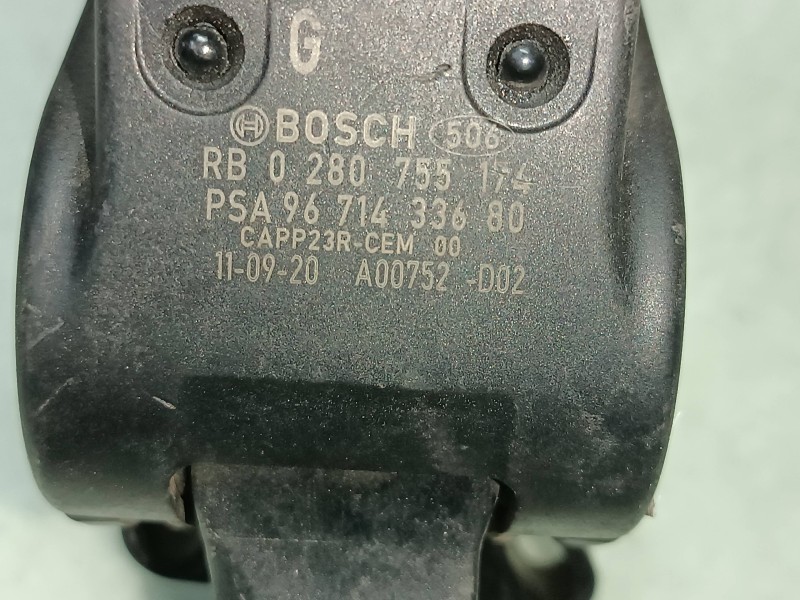 G
BOSCH 506
RB 0 280 755 174
PSA 96 714 336 80
CAPP23R-CEM 00
11-09-20 A00752 -D02